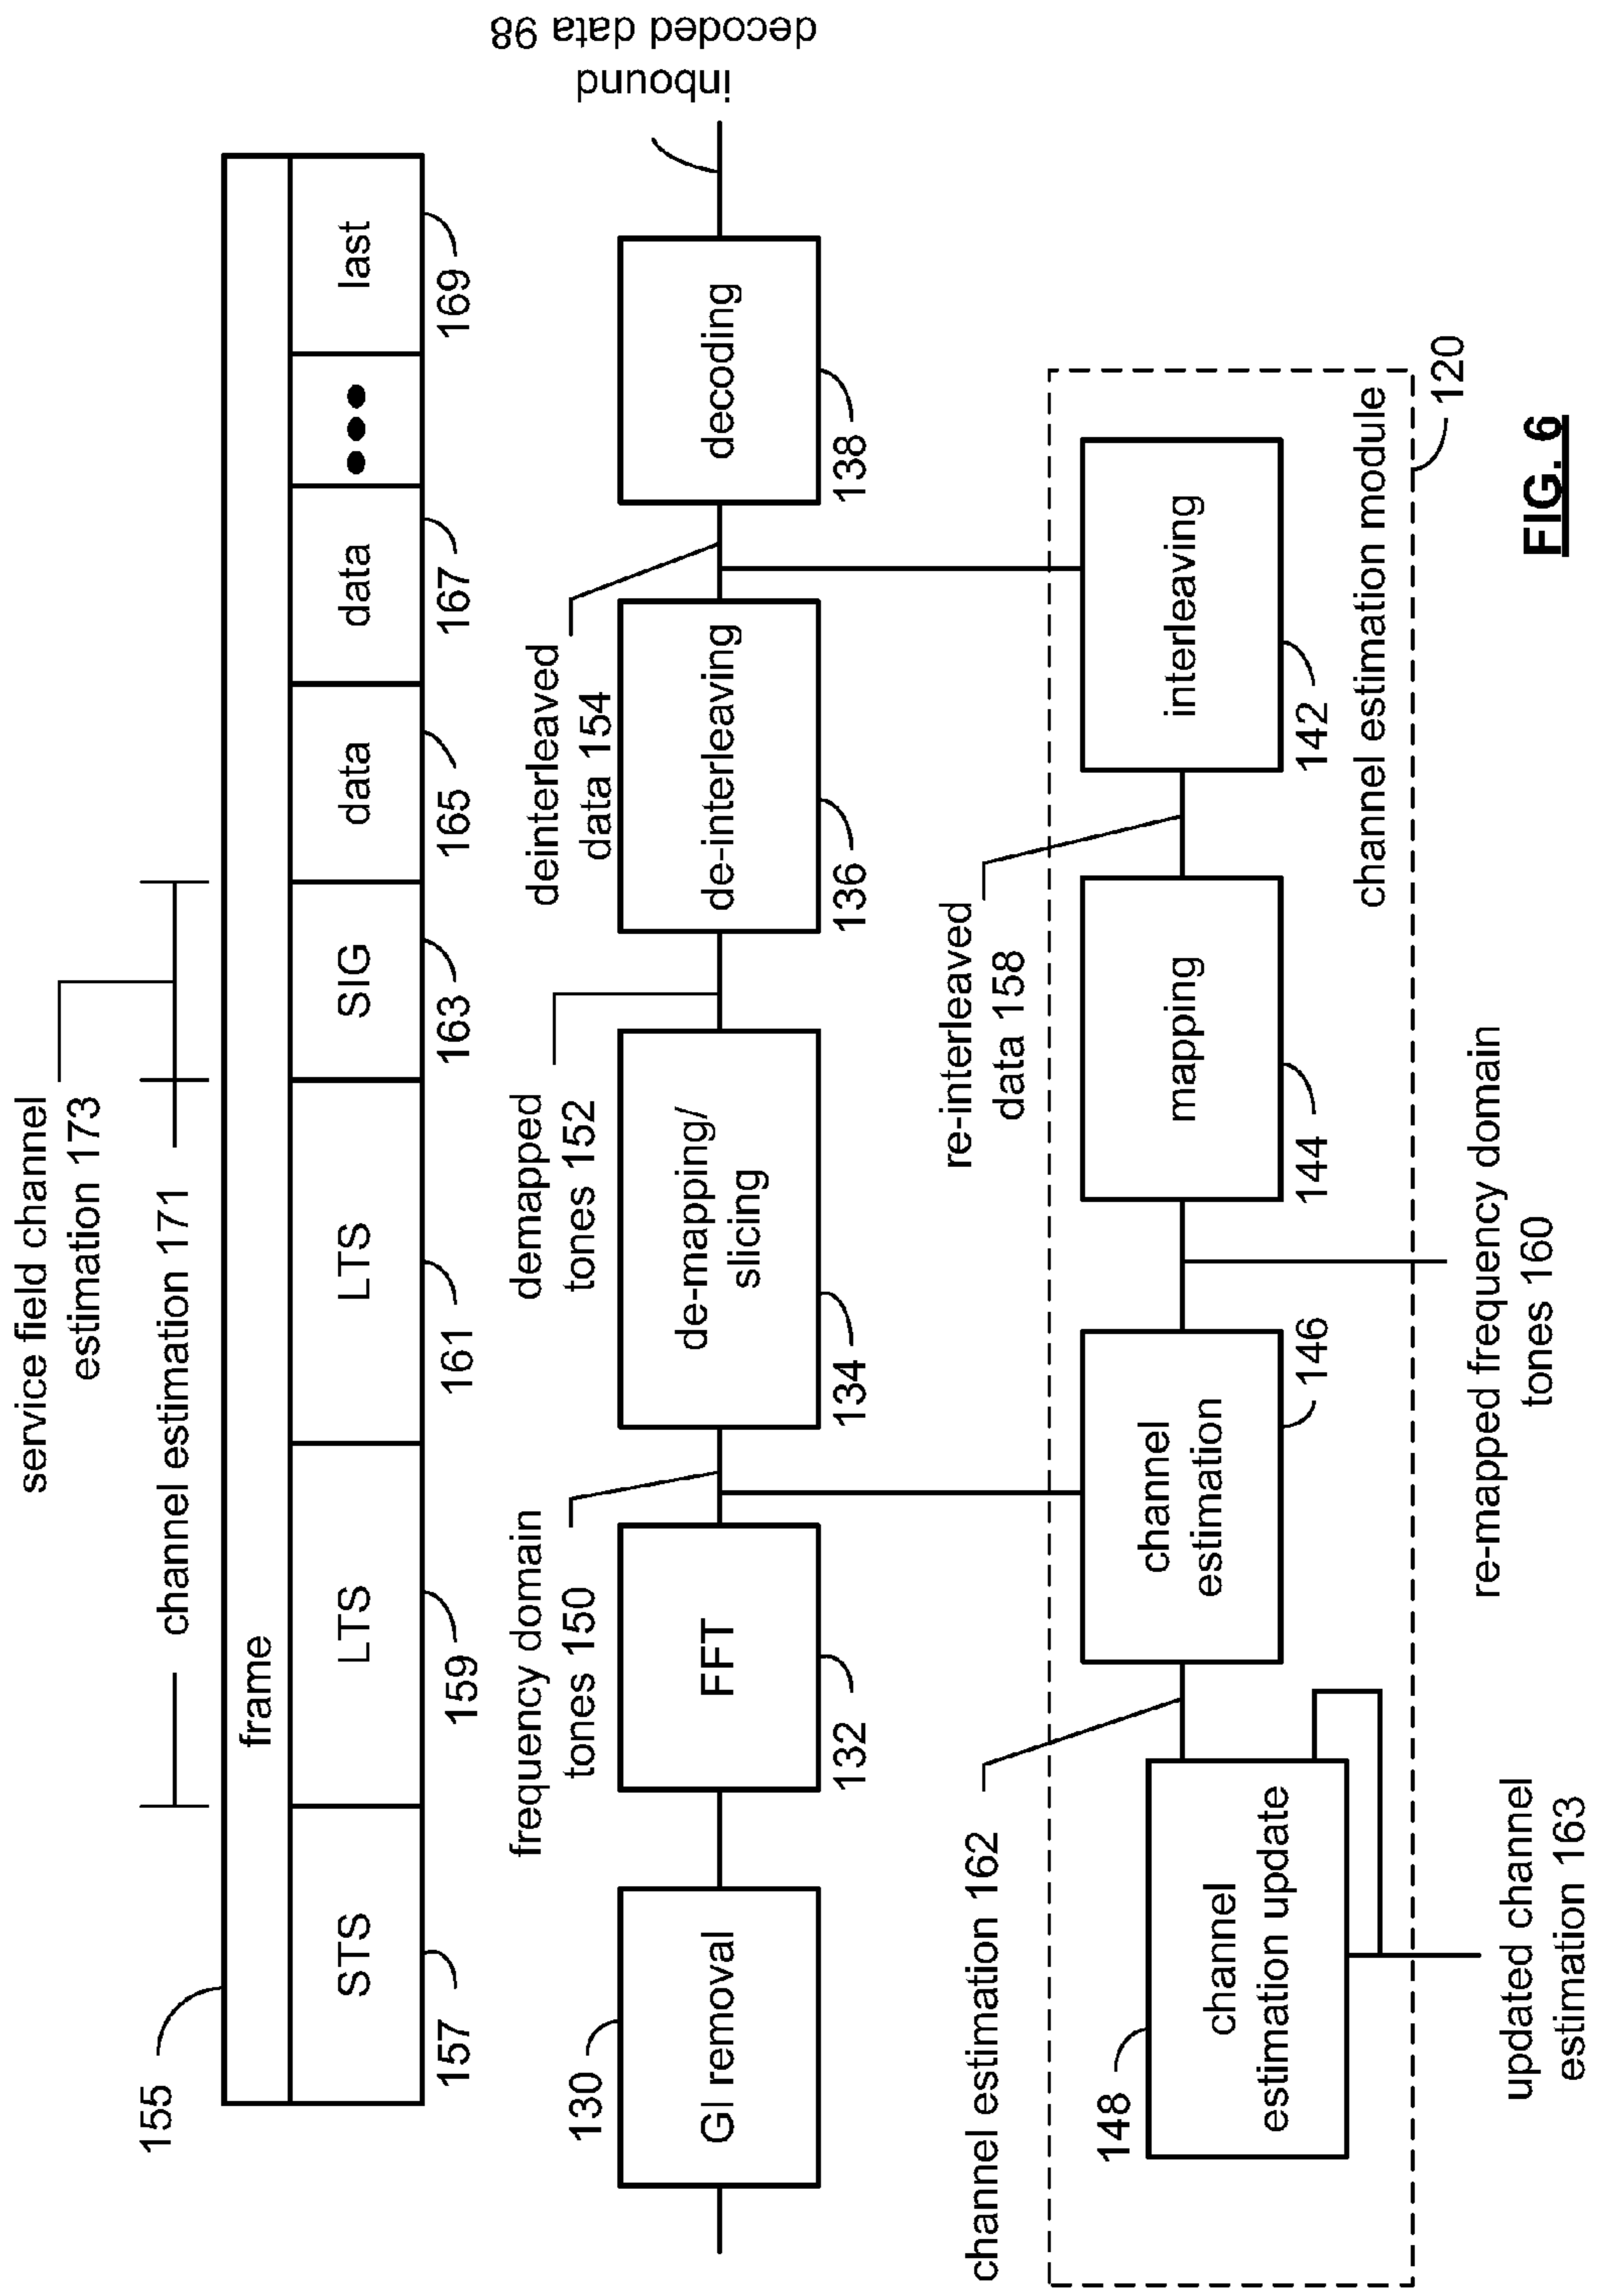 service field channel
estimation 173
channel estimation 171
155
frame
STS
LTS
LTS
SIG
data
data
last
157
159
161
163
165
167
169
frequency domain
tones 150
demapped
tones 152
deinterleaved
data 154
inbound
decoded data 98
130
GI removal
FFT
de-mapping/
slicing
de-interleaving
decoding
132
134
136
138
channel estimation 162
re-interleaved
data 158
148
channel
estimation update
channel
estimation
mapping
interleaving
146
144
142
channel estimation module
120
updated channel
estimation 163
re-mapped frequency domain
tones 160
FIG. 6